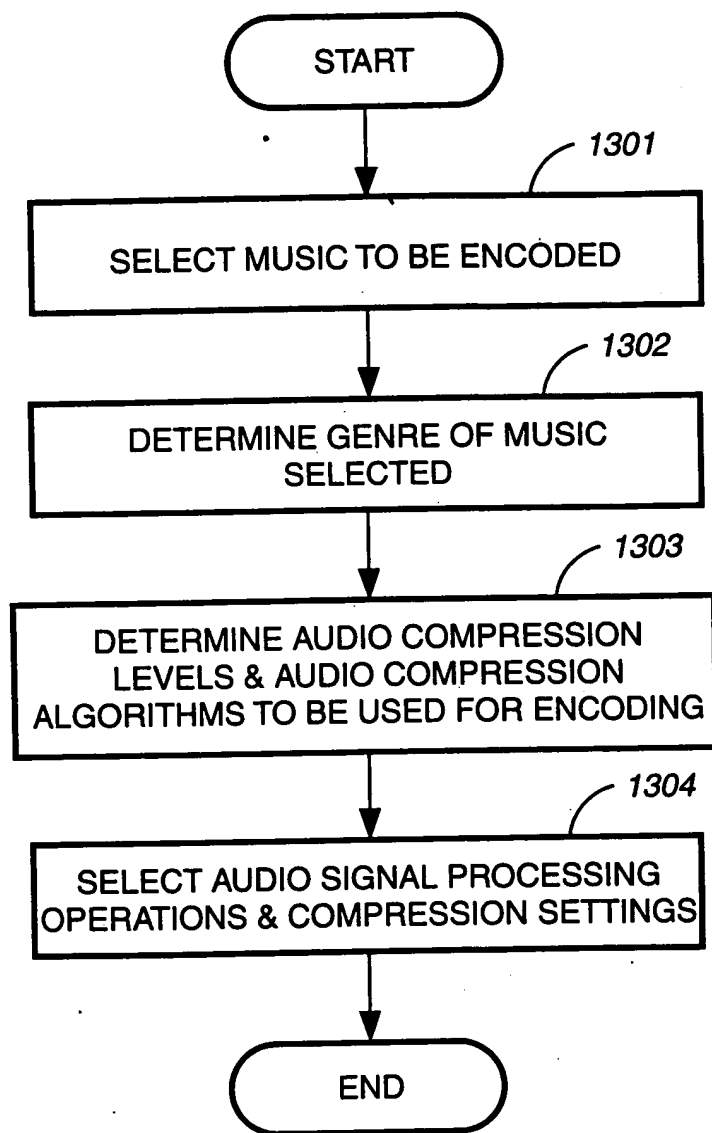 START
1301
SELECT MUSIC TO BE ENCODED
1302
DETERMINE GENRE OF MUSIC
SELECTED
1303
DETERMINE AUDIO COMPRESSION
LEVELS & AUDIO COMPRESSION
ALGORITHMS TO BE USED FOR ENCODING
1304
SELECT AUDIO SIGNAL PROCESSING
OPERATIONS & COMPRESSION SETTINGS
END